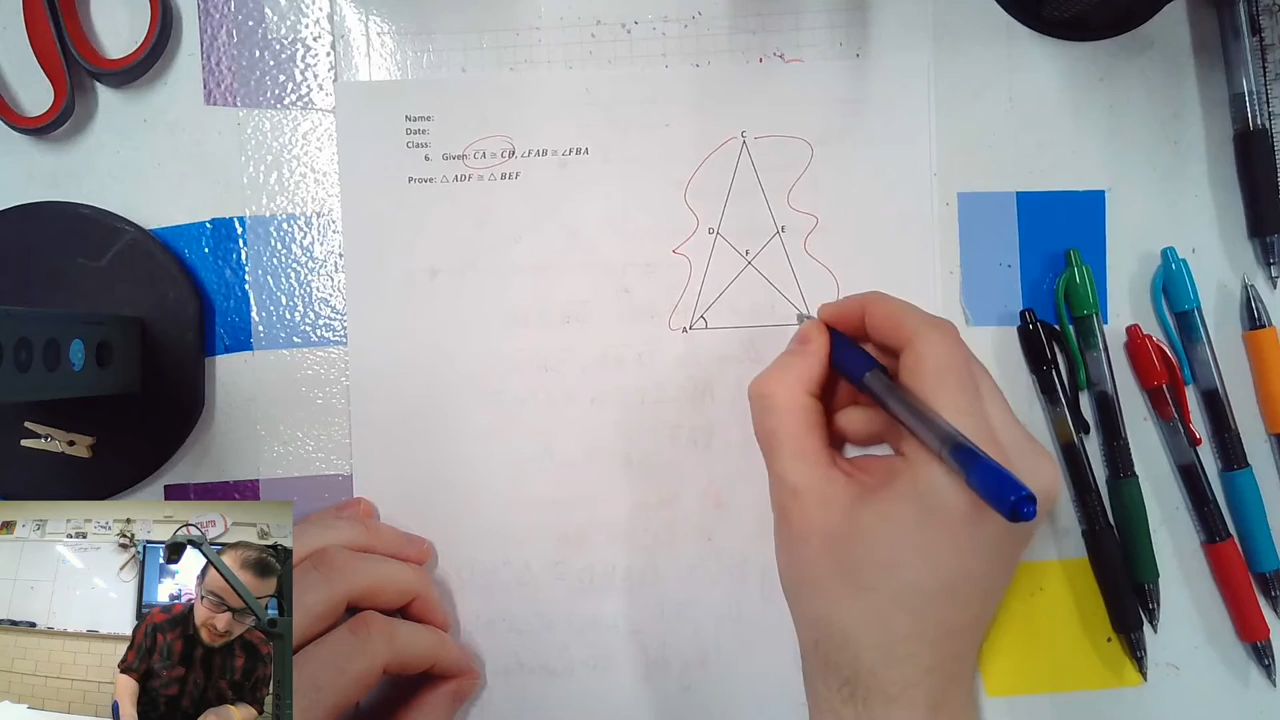 Name:
Date:
Class:
6. Given: CA ≅ CB, ∠FAB ≅ ∠FBA
Prove: △ ADF ≅ △ BEF
C
D
E
F
A